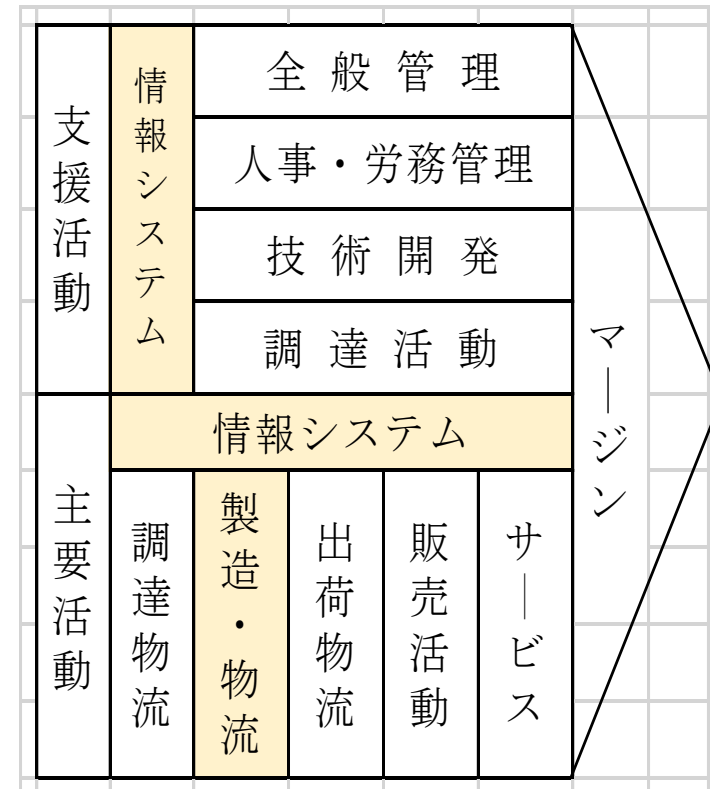 支援活動
情報システム
全般管理
人事・労務管理
技術開発
調達活動
主要活動
情報システム
調達物流
製造・物流
出荷物流
販売活動
サービス
マージン